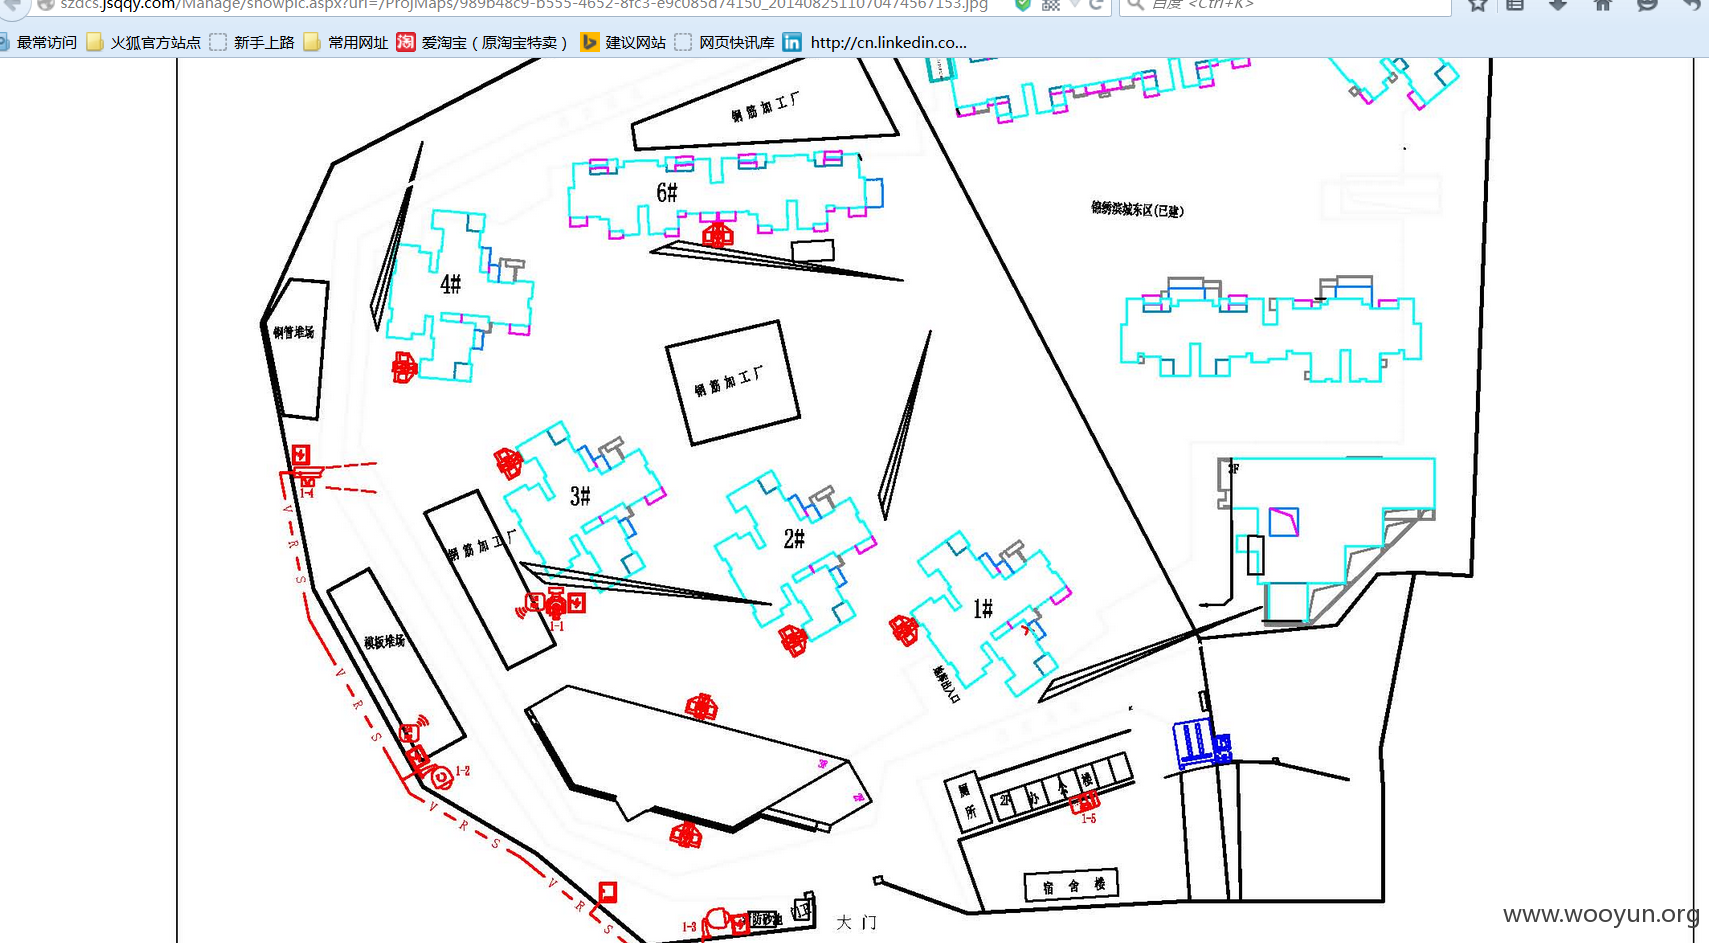 szdcs.jsqqy.com/Manage/showpic.aspx?url=/ProjMaps/989b48c9-b555-4652-8fc3-e9c085d74150_20140825110704745671 53.jpg
百度 <Ctrl+K>
最常访问 火狐官方站点 新手上路 常用网址 爱淘宝（原淘宝特卖） 建议网站 网页快讯库 http://cn.linkedin.co...
钢筋加工厂
6#
锦绣滨城东区(已建)
4#
钢管堆场
钢筋加工厂
2F
1-4
3#
2#
钢筋加工厂
1#
1-1
模板堆场
V R S
V R S
1-2
厕所
2F 办公楼
1-5
V R S
V R S
宿舍楼
1-3
大门
www.wooyun.org